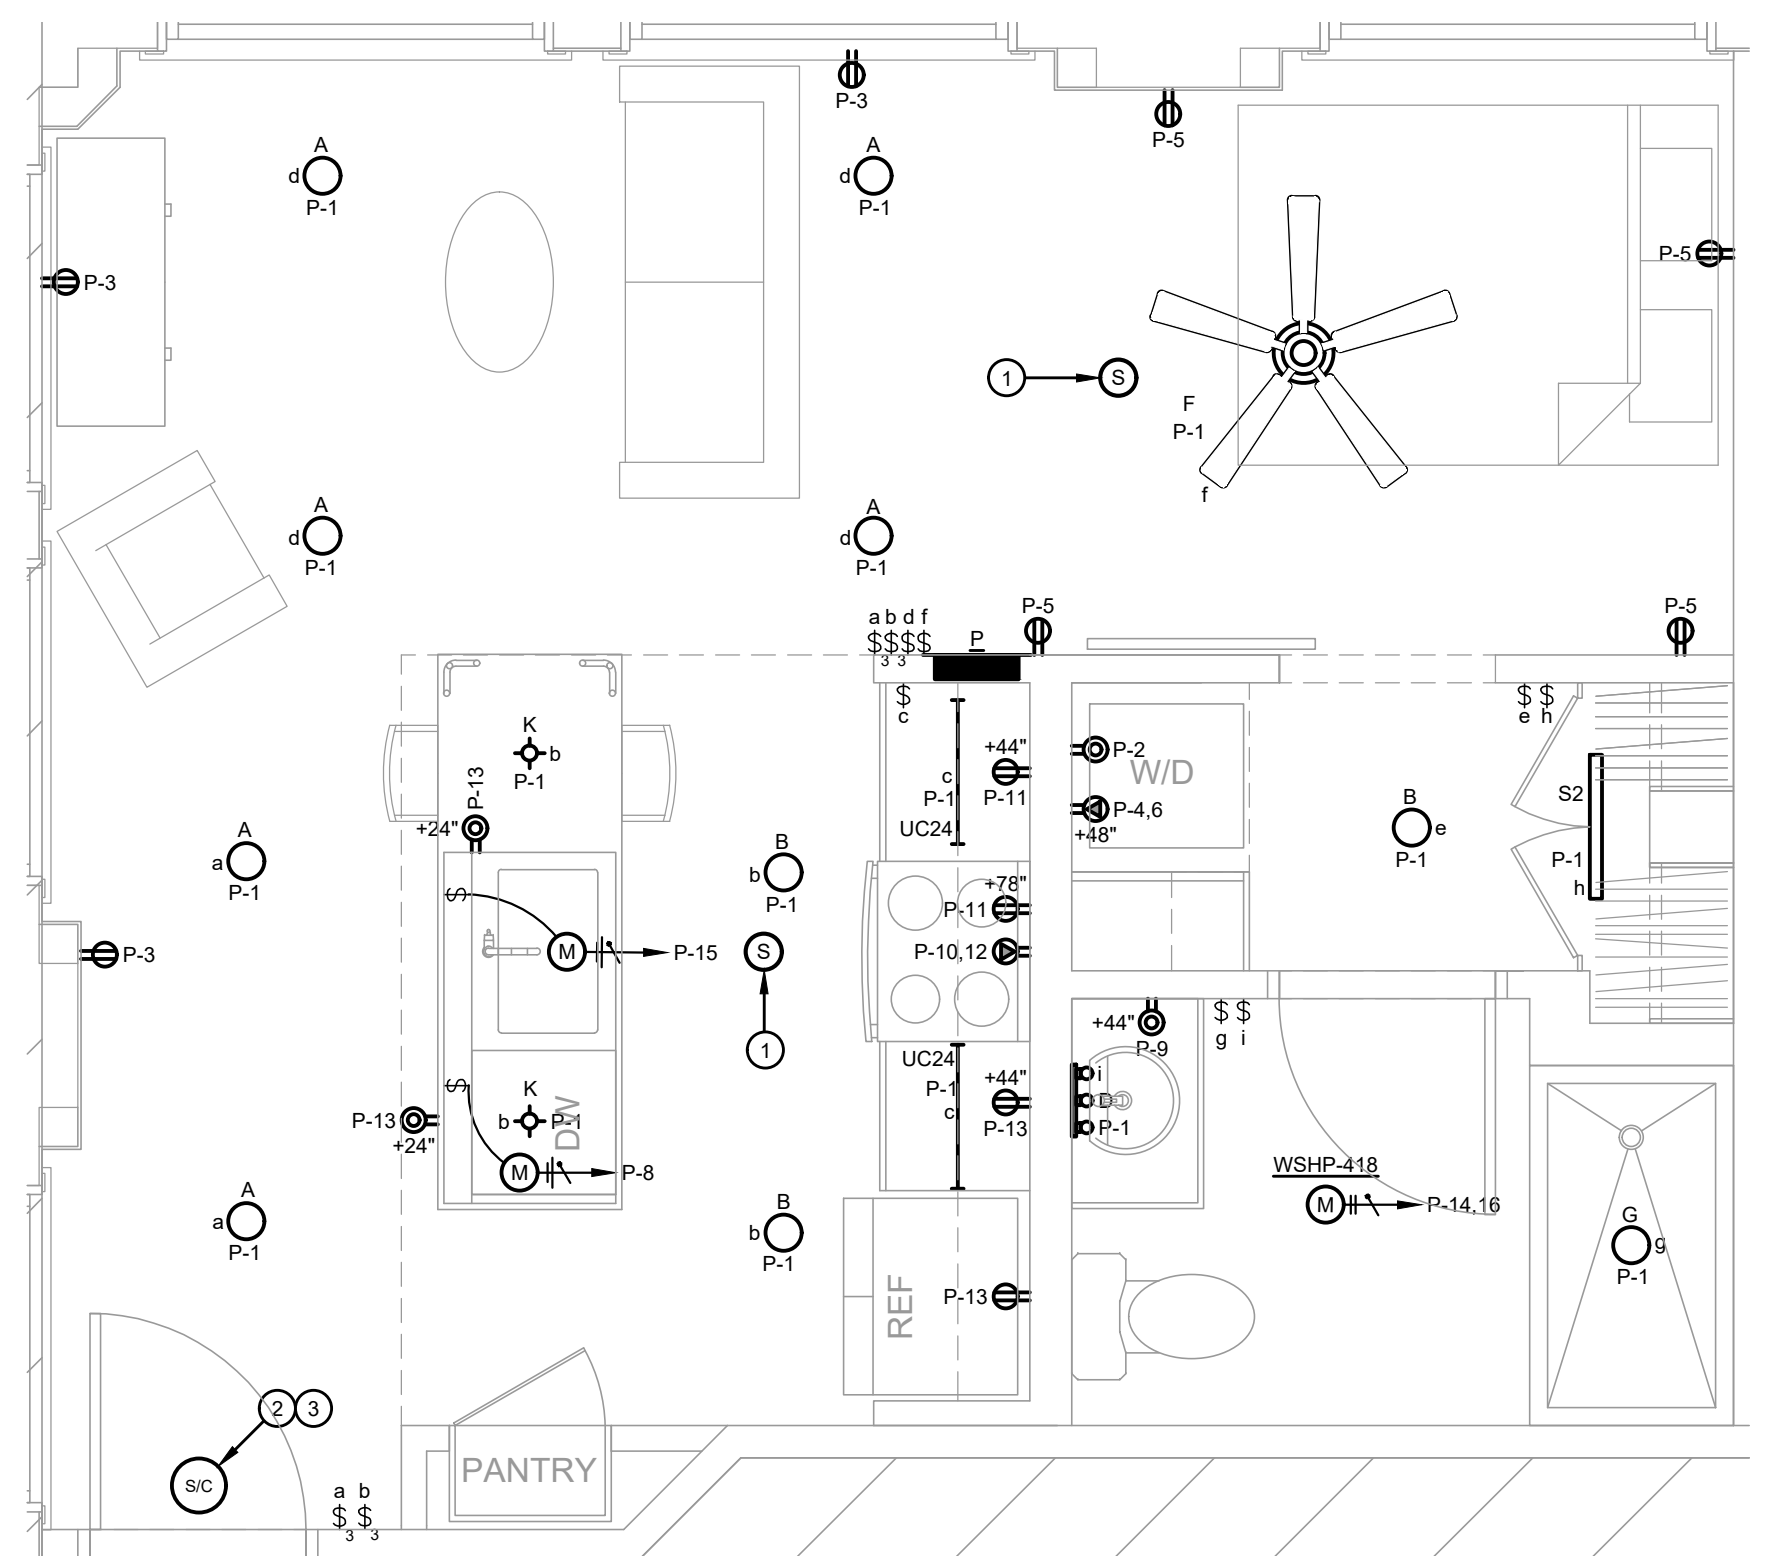 P-3
P-5
A
d
P-1
A
d
P-1
P-3
P-5
1
S
F
P-1
f
A
d
P-1
A
d
P-1
a b d f
$ $ $ $
3 3
P
P-5
P-5
$
c
$ $
e h
K
b
P-1
P-13
+24"
+44"
P-11
c
P-1
UC24
P-2
W/D
P-4,6
+48"
B
e
P-1
S2
P-1
h
A
a
P-1
B
b
P-1
+78"
P-11
P-10,12
P-3
$
M
P-15
S
1
+44"
P-9
$ $
g i
UC24
P-1
c
+44"
P-13
i
P-1
$
K
b
P-1
DW
P-13
+24"
M
P-8
WSHP-418
M
P-14,16
A
a
P-1
B
b
P-1
G
g
P-1
REF
P-13
2
3
S/C
PANTRY
a b
$ $
3 3